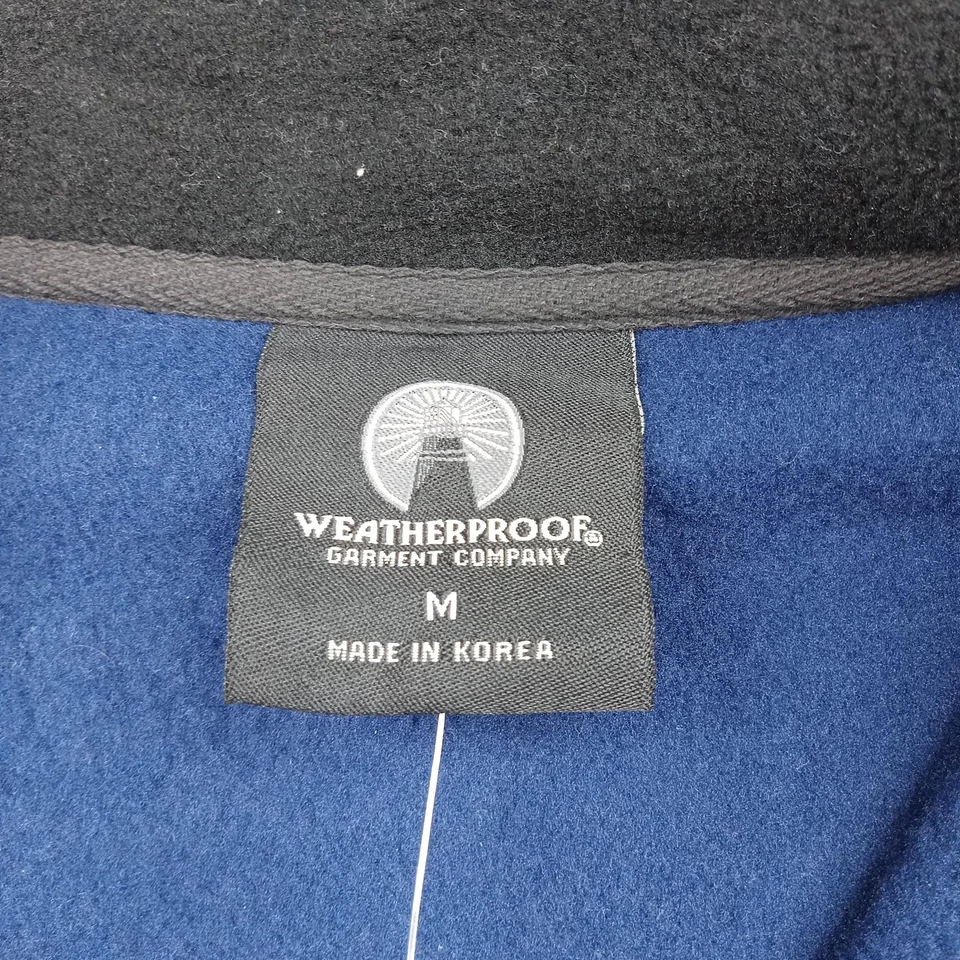 WEATHERPROOF®
GARMENT COMPANY
M
MADE IN KOREA